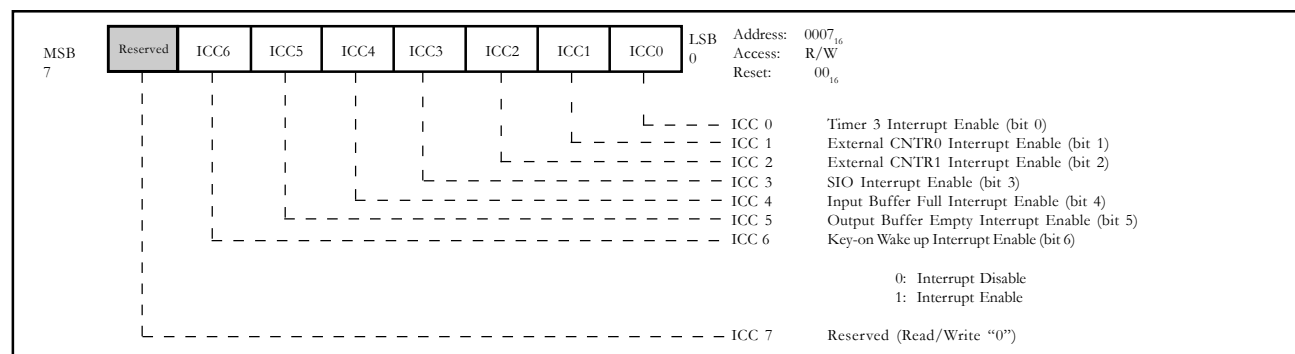 MSB
7
Reserved ICC6 ICC5 ICC4 ICC3 ICC2 ICC1 ICC0
LSB
0
Address: 0007₁₆
Access: R/W
Reset: 00₁₆
ICC 0 Timer 3 Interrupt Enable (bit 0)
ICC 1 External CNTR0 Interrupt Enable (bit 1)
ICC 2 External CNTR1 Interrupt Enable (bit 2)
ICC 3 SIO Interrupt Enable (bit 3)
ICC 4 Input Buffer Full Interrupt Enable (bit 4)
ICC 5 Output Buffer Empty Interrupt Enable (bit 5)
ICC 6 Key-on Wake up Interrupt Enable (bit 6)
0: Interrupt Disable
1: Interrupt Enable
ICC 7 Reserved (Read/Write “0”)